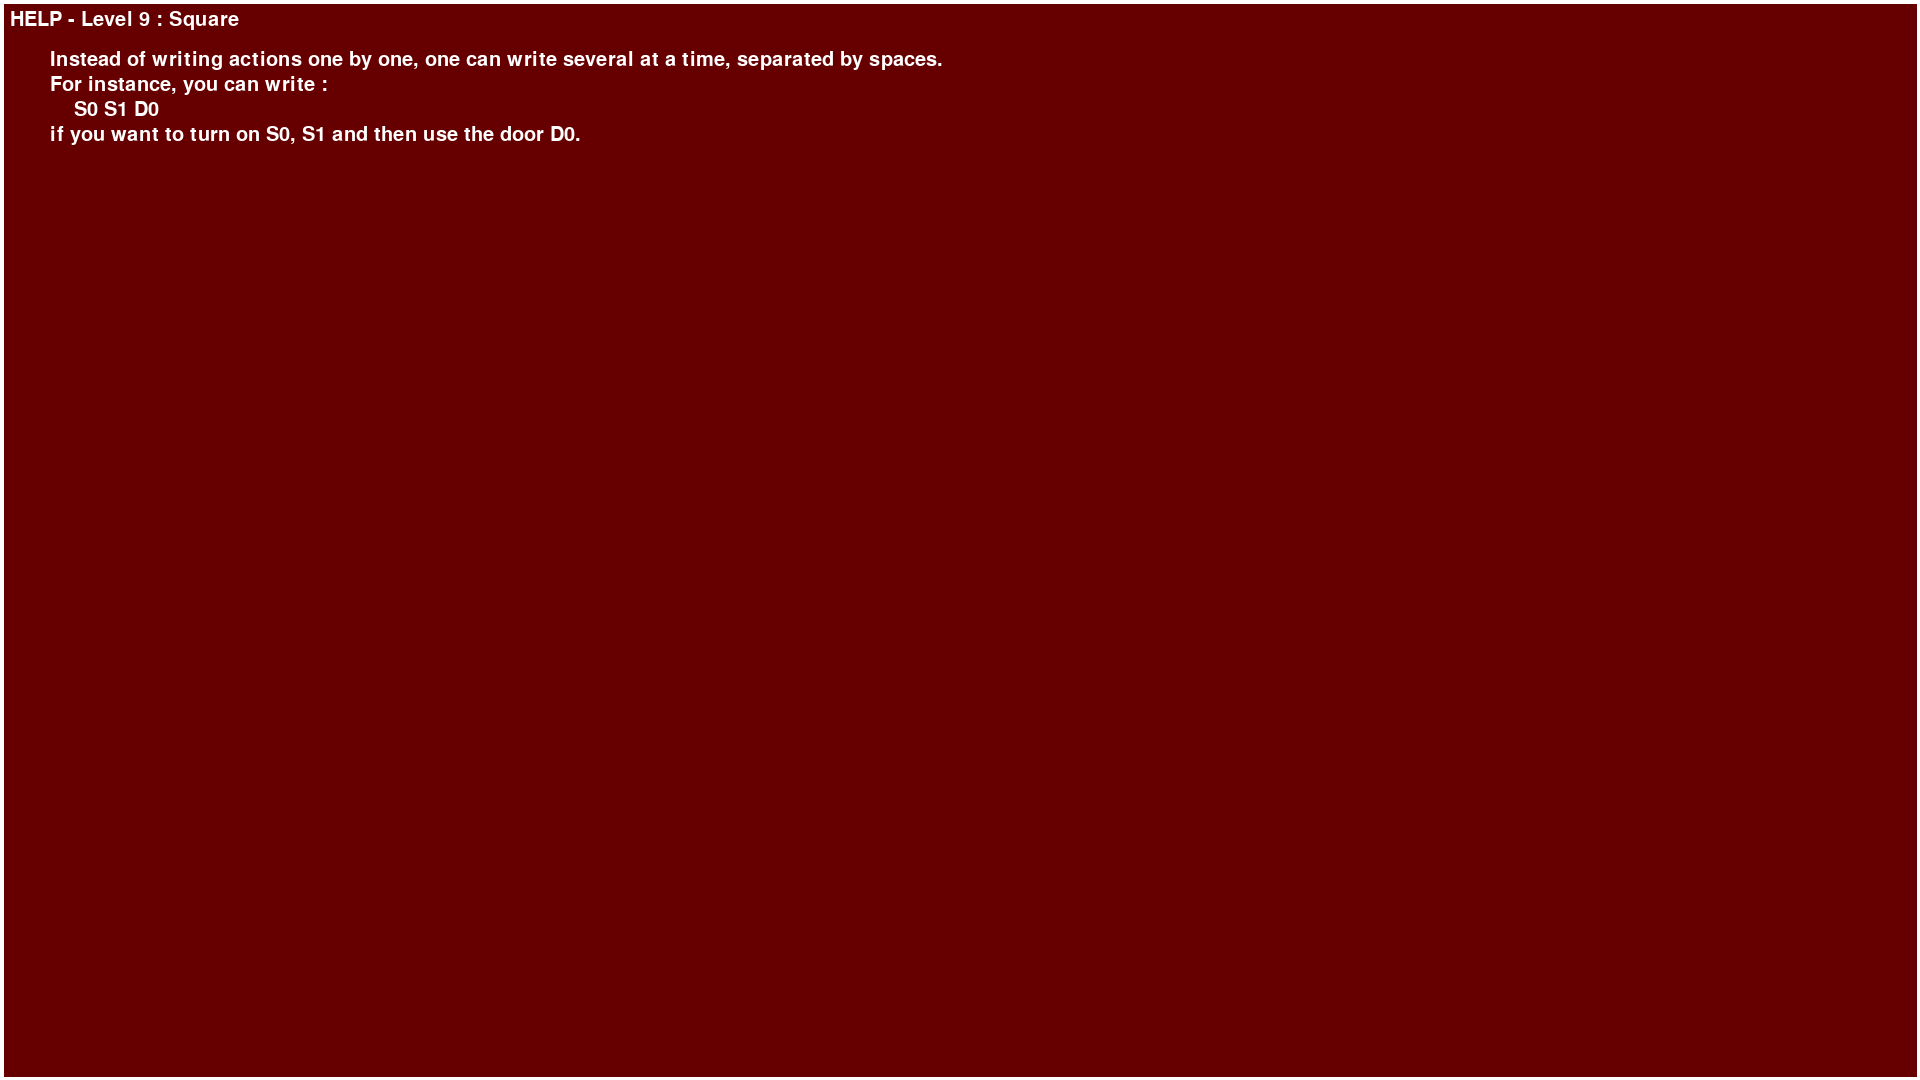 HELP - Level 9 : Square
Instead of writing actions one by one, one can write several at a time, separated by spaces.
For instance, you can write :
S0 S1 D0
if you want to turn on S0, S1 and then use the door D0.